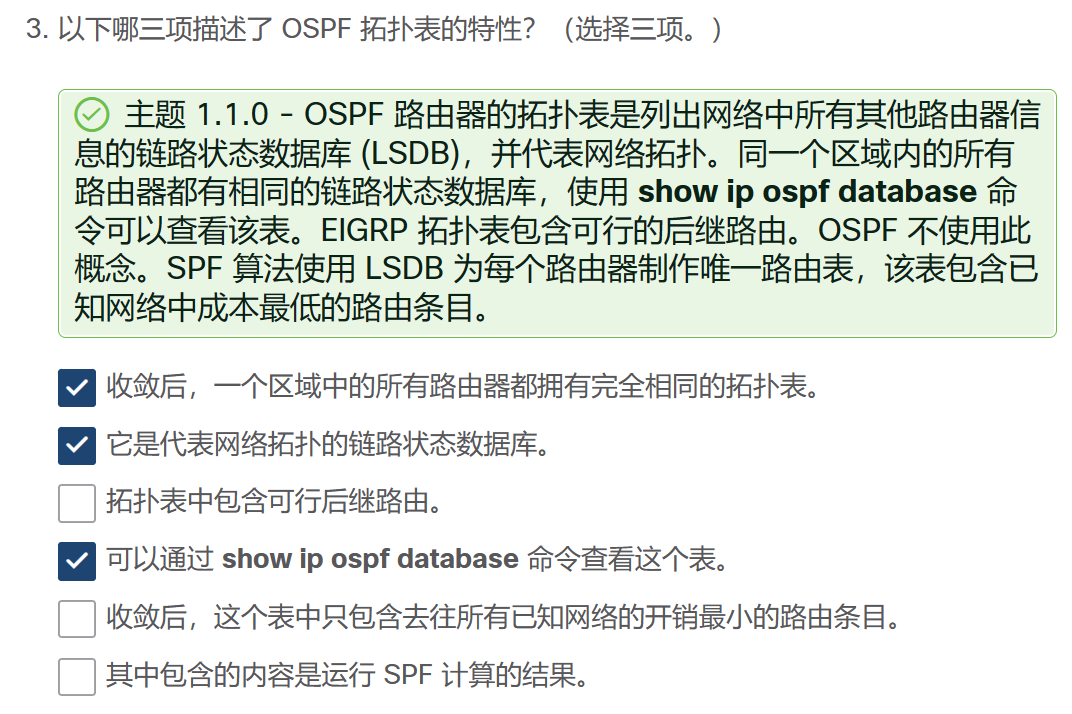 3. 以下哪三项描述了 OSPF 拓扑表的特性？（选择三项。）
主题 1.1.0 - OSPF 路由器的拓扑表是列出网络中所有其他路由器信
息的链路状态数据库 (LSDB)，并代表网络拓扑。同一个区域内的所有
路由器都有相同的链路状态数据库，使用 show ip ospf database 命
令可以查看该表。EIGRP 拓扑表包含可行的后继路由。OSPF 不使用此
概念。SPF 算法使用 LSDB 为每个路由器制作唯一路由表，该表包含已
知网络中成本最低的路由条目。
收敛后，一个区域中的所有路由器都拥有完全相同的拓扑表。
它是代表网络拓扑的链路状态数据库。
拓扑表中包含可行后继路由。
可以通过 show ip ospf database 命令查看这个表。
收敛后，这个表中只包含去往所有已知网络的开销最小的路由条目。
其中包含的内容是运行 SPF 计算的结果。